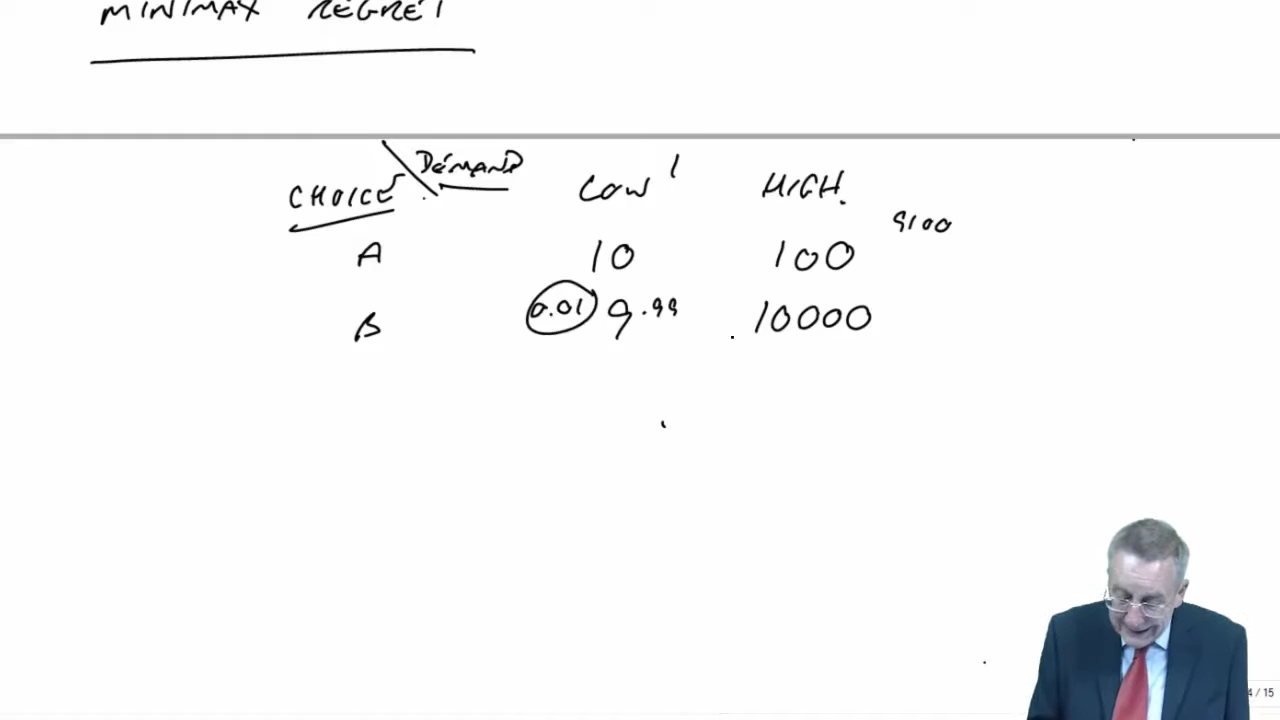 MINIMAX REGRET
DEMAND
CHOICE LOW HIGH.
9100
A 10 100
B 0.01 9.99 10000
4 / 15